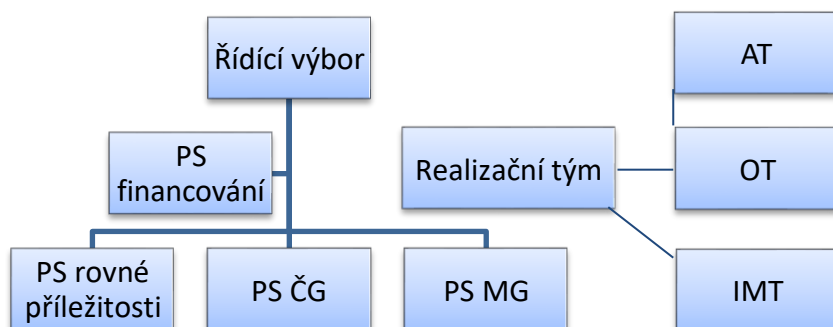 Řídící výbor
AT
PS
financování
Realizační tým
OT
PS rovné
příležitosti
PS ČG
PS MG
IMT